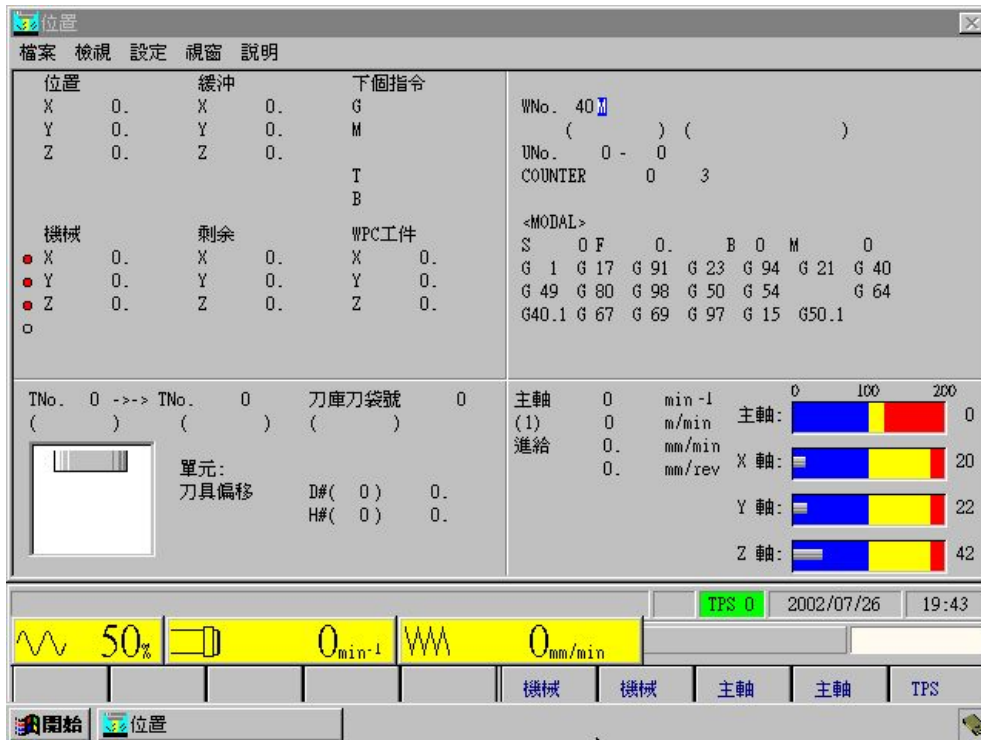 位置
檔案 檢視 設定 視窗 說明
位置 緩沖 下個指令
X 0. X 0. G
Y 0. Y 0. M
Z 0. Z 0.
T
B
機械 剩余 WPC工件
X 0. X 0. X 0.
Y 0. Y 0. Y 0.
Z 0. Z 0. Z 0.
WNo. 40M
( ) ( )
UNo. 0 - 0
COUNTER 0 3
<MODAL>
S 0 F 0. B 0 M 0
G 1 G 17 G 91 G 23 G 94 G 21 G 40
G 49 G 80 G 98 G 50 G 54 G 64
G40.1 G 67 G 69 G 97 G 15 G50.1
TNo. 0 ->-> TNo. 0 刀庫刀袋號 0
( ) ( ) ( )
單元:
刀具偏移 D#( 0) 0.
H#( 0) 0.
主軸 0 min-1
(1) 0 m/min
進給 0. mm/min
0. mm/rev
0 100 200
主軸: 0
X 軸: 20
Y 軸: 22
Z 軸: 42
TPS 0 2002/07/26 19:43
50% 0min-1 0mm/min
機械 機械 主軸 主軸 TPS
開始 位置